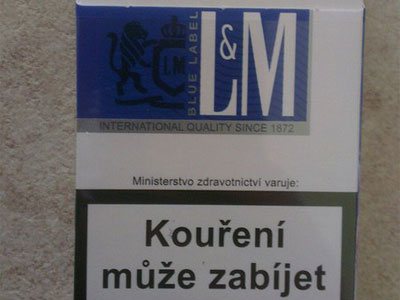 L.M
BLUE LABEL
L&M
INTERNATIONAL QUALITY SINCE 1872
Ministerstvo zdravotnictví varuje:
Kouření
může zabíjet